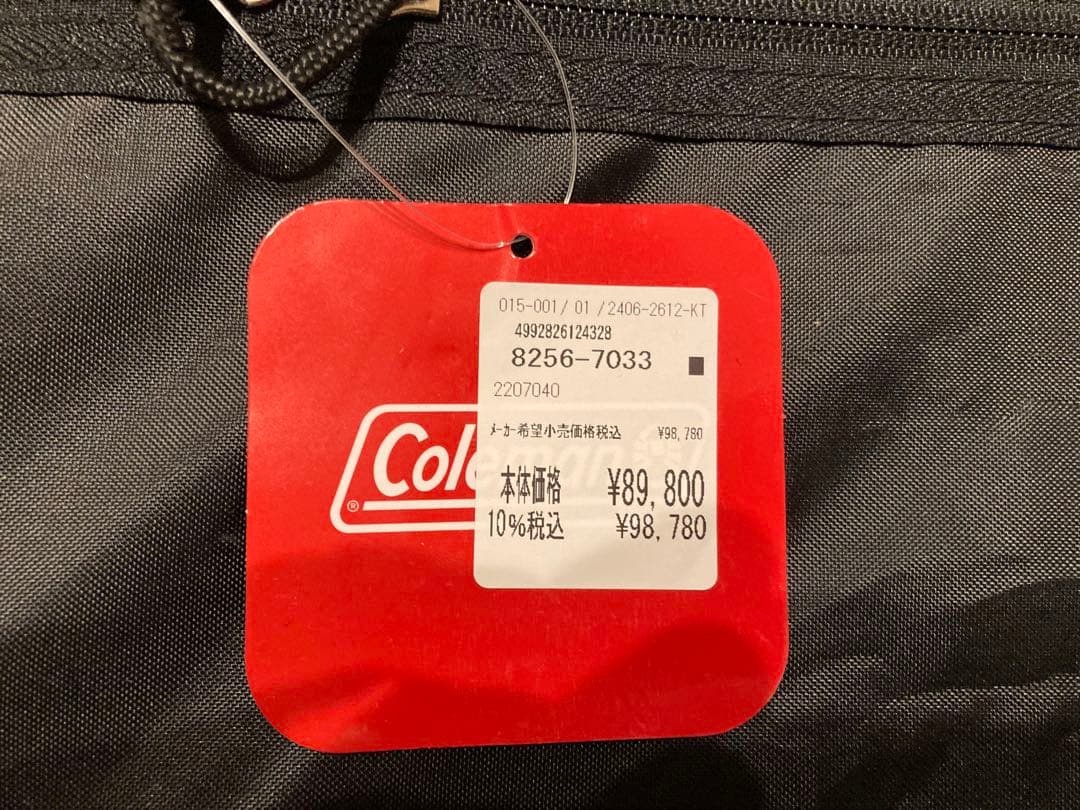 015-001/ 01 /2406-2612-KT
4992826124328
8256-7033
2207040
メーカー希望小売価格税込 ¥98,780
本体価格 ¥89,800
10%税込 ¥98,780
Coleman
®